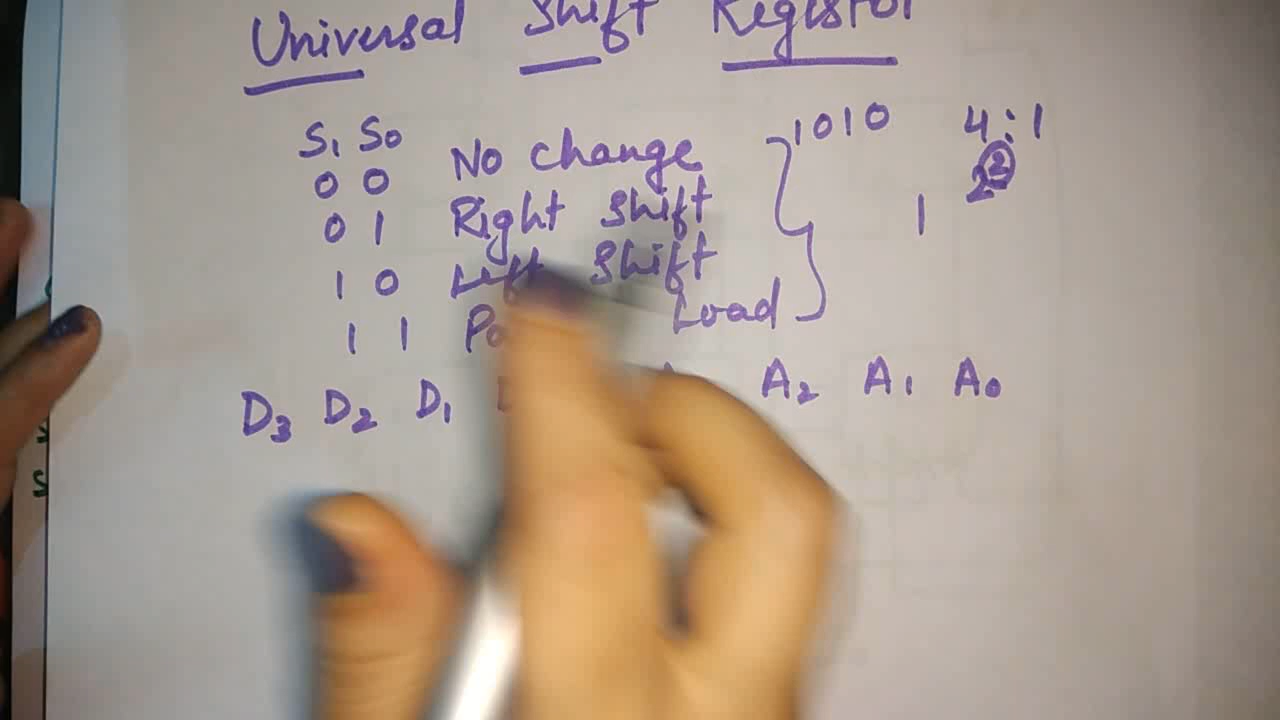 Universal Shift Register
S1 S0
0 0 No change
0 1 Right Shift
1 0 Left Shift
1 1 Load
1010
4:1
2²
1
D3 D2 D1 A2 A1 A0